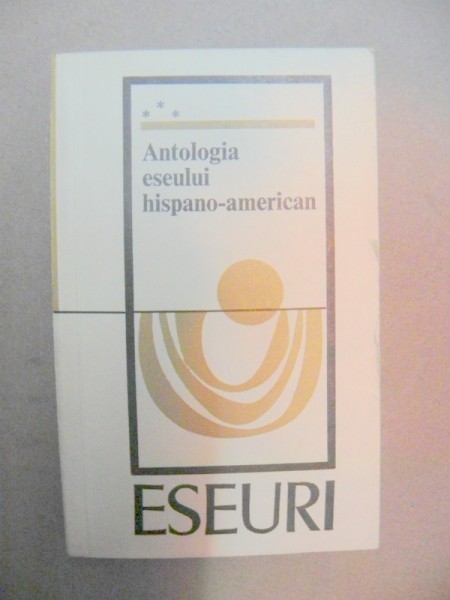 ***
Antologia
eseului
hispano-american
ESEURI